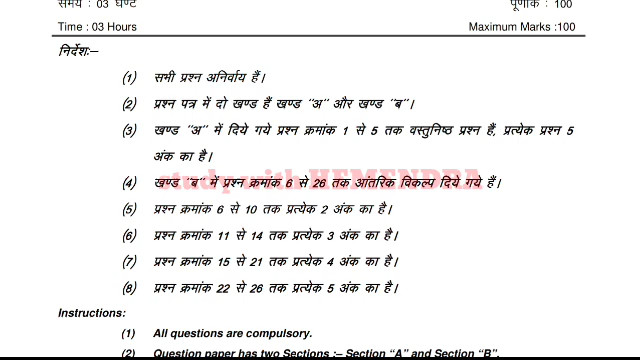 समय : 03 घण्टे
पूर्णांक : 100
Time : 03 Hours
Maximum Marks :100
निर्देशः–
(1) सभी प्रश्न अनिर्वाय हैं।
(2) प्रश्न पत्र में दो खण्ड हैं खण्ड ''अ'' और खण्ड ''ब''।
(3) खण्ड ''अ'' में दिये गये प्रश्न क्रमांक 1 से 5 तक वस्तुनिष्ठ प्रश्न हैं, प्रत्येक प्रश्न 5
अंक का है।
study with HEMENDRA
(4) खण्ड ''ब'' में प्रश्न क्रमांक 6 से 26 तक आंतरिक विकल्प दिये गये हैं।
(5) प्रश्न क्रमांक 6 से 10 तक प्रत्येक 2 अंक का है।
(6) प्रश्न क्रमांक 11 से 14 तक प्रत्येक 3 अंक का है।
(7) प्रश्न क्रमांक 15 से 21 तक प्रत्येक 4 अंक का है।
(8) प्रश्न क्रमांक 22 से 26 तक प्रत्येक 5 अंक का है।
Instructions:
(1) All questions are compulsory.
(2) Question paper has two Sections :– Section "A" and Section "B".